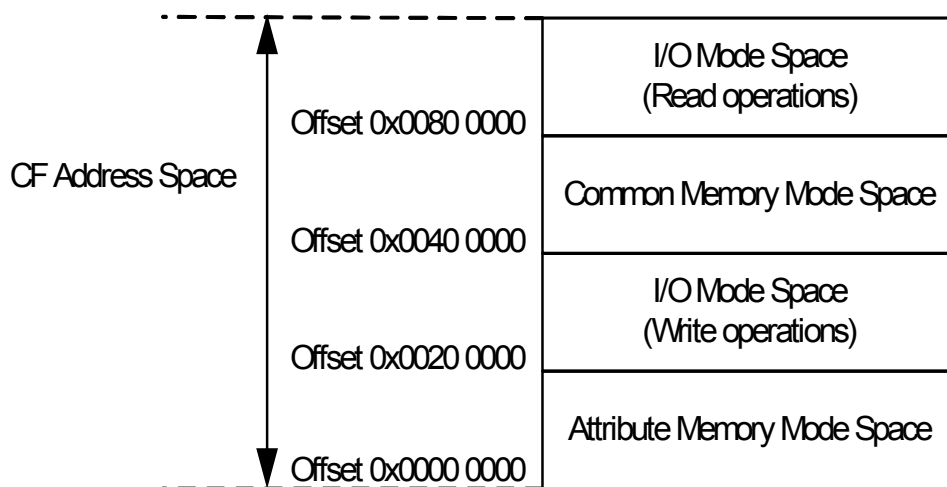 I/O Mode Space
(Read operations)
Offset 0x0080 0000
CF Address Space
Common Memory Mode Space
Offset 0x0040 0000
I/O Mode Space
(Write operations)
Offset 0x0020 0000
Attribute Memory Mode Space
Offset 0x0000 0000